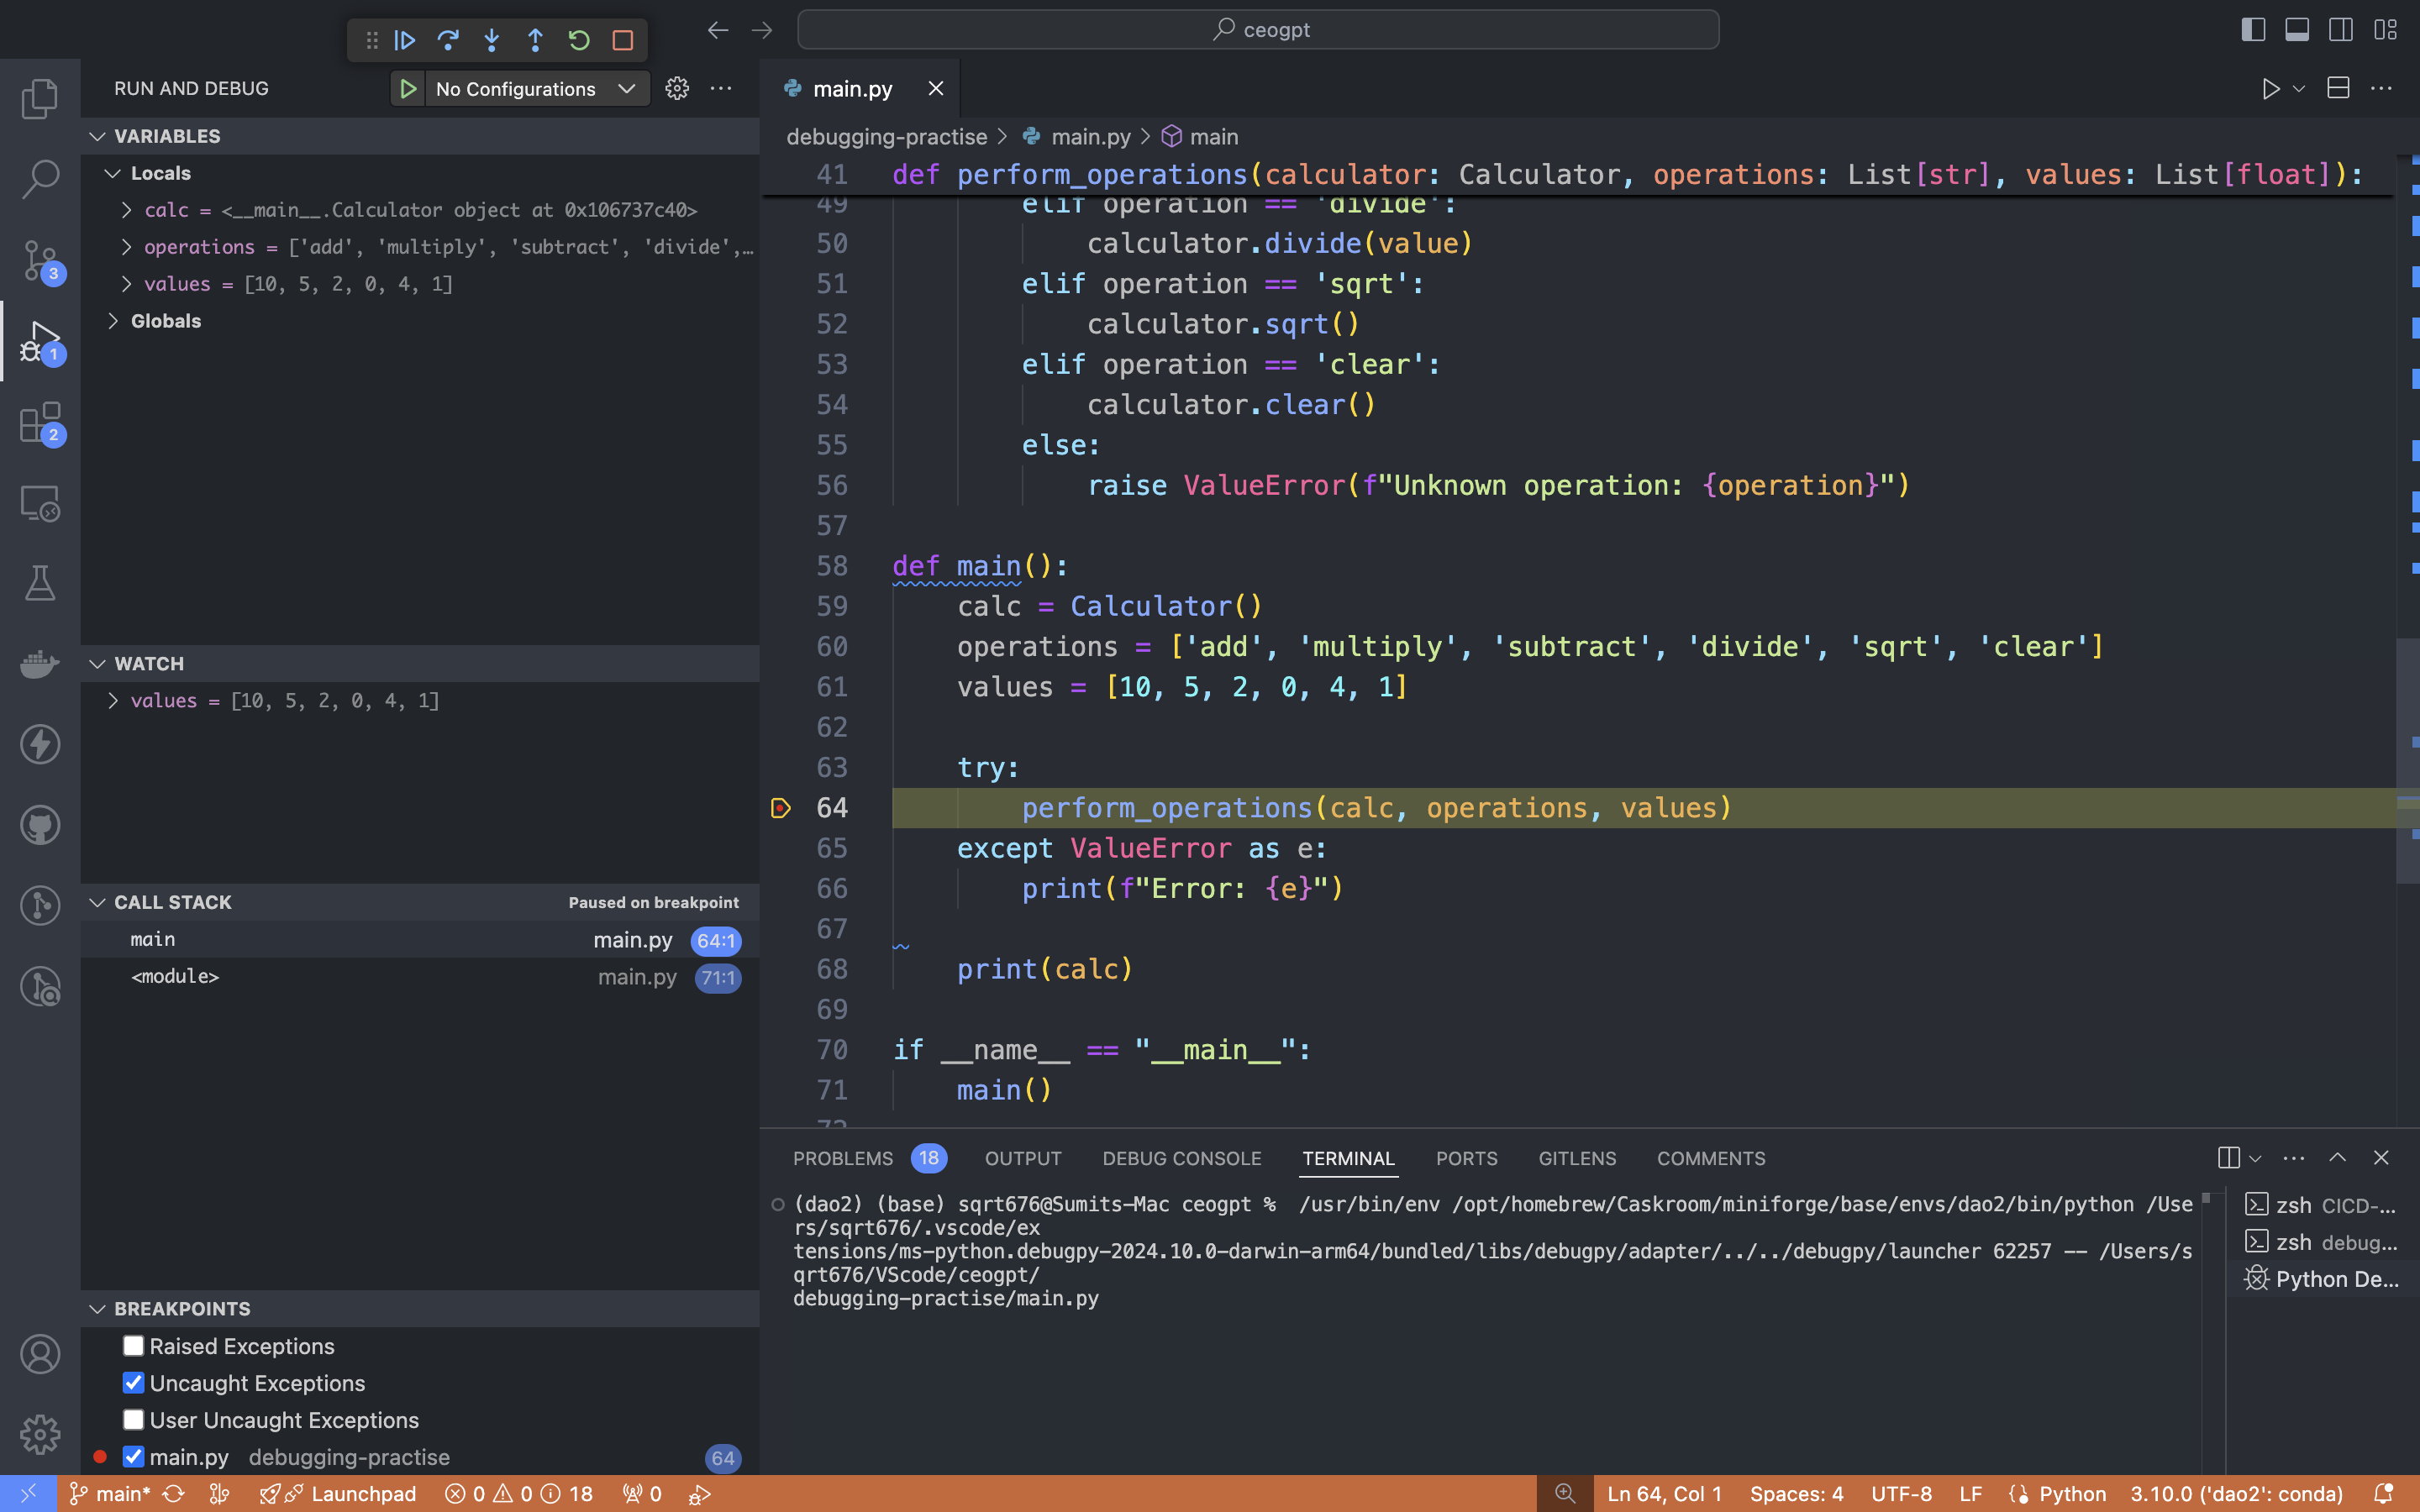 ceogpt
RUN AND DEBUG
No Configurations
VARIABLES
Locals
calc = <__main__.Calculator object at 0x106737c40>
operations = ['add', 'multiply', 'subtract', 'divide',…
values = [10, 5, 2, 0, 4, 1]
Globals
3
1
2
WATCH
values = [10, 5, 2, 0, 4, 1]
CALL STACK
Paused on breakpoint
main main.py 64:1
<module> main.py 71:1
BREAKPOINTS
Raised Exceptions
Uncaught Exceptions
User Uncaught Exceptions
main.py debugging-practise 64
main.py
debugging-practise > main.py > main
41 def perform_operations(calculator: Calculator, operations: List[str], values: List[float]):
49 elif operation == 'divide':
50 calculator.divide(value)
51 elif operation == 'sqrt':
52 calculator.sqrt()
53 elif operation == 'clear':
54 calculator.clear()
55 else:
56 raise ValueError(f"Unknown operation: {operation}")
57
58 def main():
59 calc = Calculator()
60 operations = ['add', 'multiply', 'subtract', 'divide', 'sqrt', 'clear']
61 values = [10, 5, 2, 0, 4, 1]
62
63 try:
64 perform_operations(calc, operations, values)
65 except ValueError as e:
66 print(f"Error: {e}")
67
68 print(calc)
69
70 if __name__ == "__main__":
71 main()
72
PROBLEMS 18 OUTPUT DEBUG CONSOLE TERMINAL PORTS GITLENS COMMENTS
(dao2) (base) sqrt676@Sumits-Mac ceogpt % /usr/bin/env /opt/homebrew/Caskroom/miniforge/base/envs/dao2/bin/python /Use
rs/sqrt676/.vscode/ex
tensions/ms-python.debugpy-2024.10.0-darwin-arm64/bundled/libs/debugpy/adapter/../../debugpy/launcher 62257 -- /Users/s
qrt676/VScode/ceogpt/
debugging-practise/main.py
zsh CICD-...
zsh debug...
Python De...
main* Launchpad 0 0 18 0 Ln 64, Col 1 Spaces: 4 UTF-8 LF Python 3.10.0 ('dao2': conda)